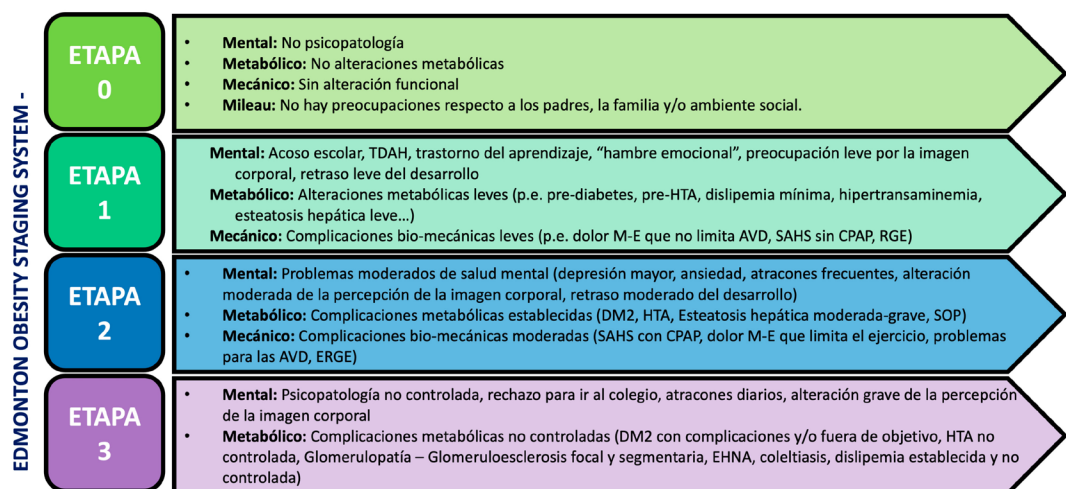 EDMONTON OBESITY STAGING SYSTEM -
ETAPA
0
• Mental: No psicopatología
• Metabólico: No alteraciones metabólicas
• Mecánico: Sin alteración funcional
• Mileau: No hay preocupaciones respecto a los padres, la familia y/o ambiente social.
ETAPA
1
Mental: Acoso escolar, TDAH, trastorno del aprendizaje, “hambre emocional”, preocupación leve por la imagen
corporal, retraso leve del desarrollo
Metabólico: Alteraciones metabólicas leves (p.e. pre-diabetes, pre-HTA, dislipemia mínima, hipertransaminemia,
esteatosis hepática leve…)
Mecánico: Complicaciones bio-mecánicas leves (p.e. dolor M-E que no limita AVD, SAHS sin CPAP, RGE)
ETAPA
2
• Mental: Problemas moderados de salud mental (depresión mayor, ansiedad, atracones frecuentes, alteración
moderada de la percepción de la imagen corporal, retraso moderado del desarrollo)
• Metabólico: Complicaciones metabólicas establecidas (DM2, HTA, Esteatosis hepática moderada-grave, SOP)
• Mecánico: Complicaciones bio-mecánicas moderadas (SAHS con CPAP, dolor M-E que limita el ejercicio, problemas
para las AVD, ERGE)
ETAPA
3
• Mental: Psicopatología no controlada, rechazo para ir al colegio, atracones diarios, alteración grave de la percepción
de la imagen corporal
• Metabólico: Complicaciones metabólicas no controladas (DM2 con complicaciones y/o fuera de objetivo, HTA no
controlada, Glomerulopatía – Glomeruloesclerosis focal y segmentaria, EHNA, coleltiasis, dislipemia establecida y no
controlada)